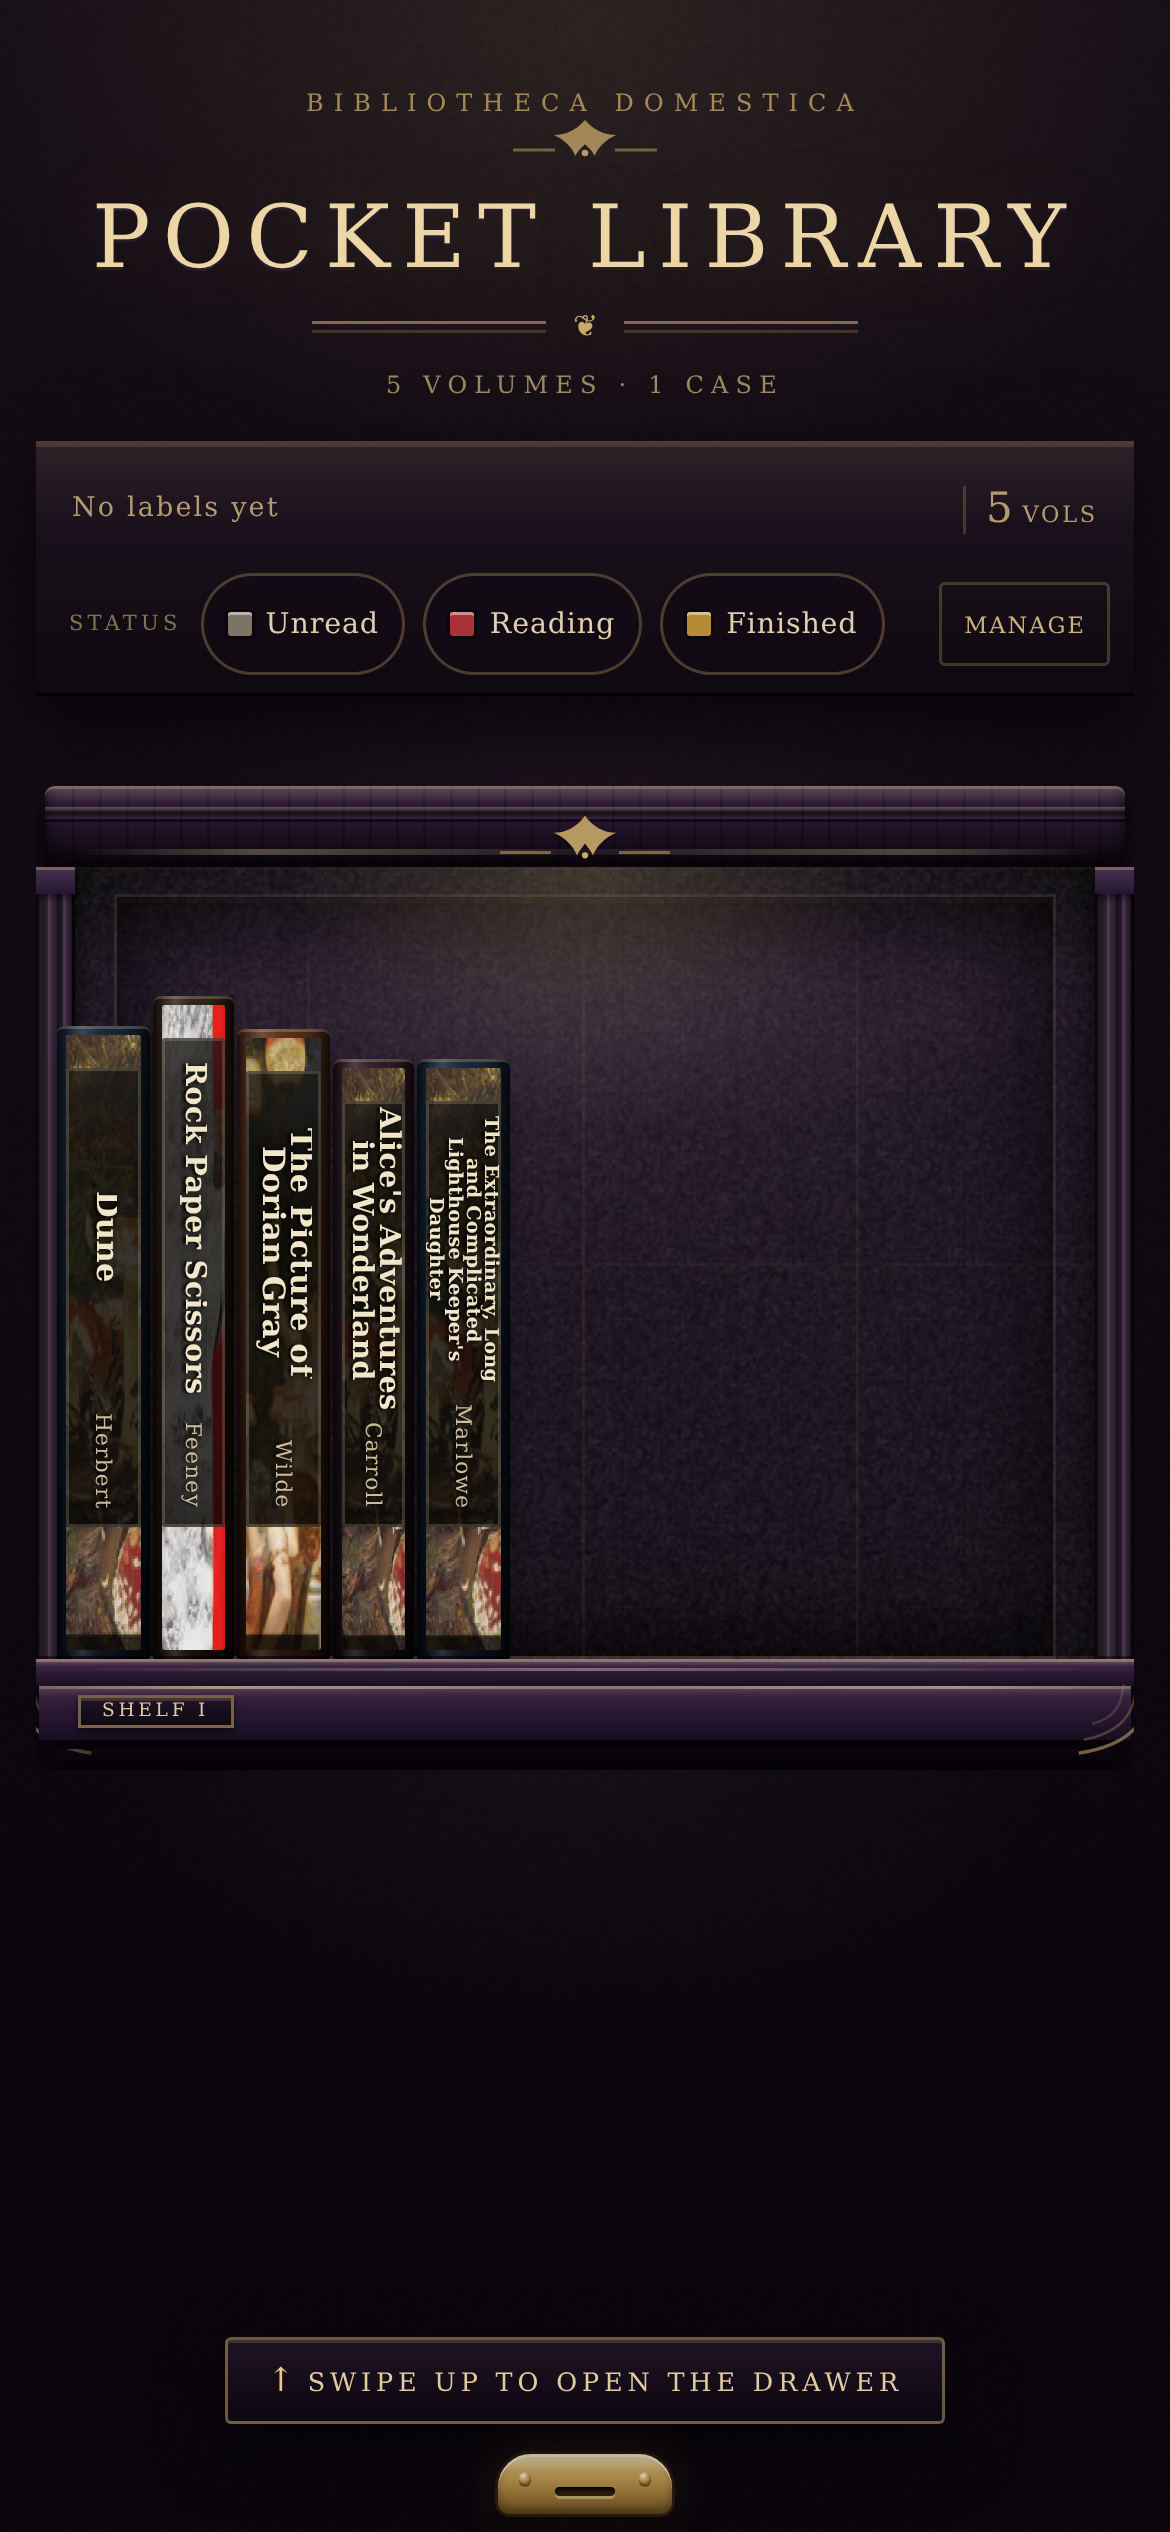 BIBLIOTHECA DOMESTICA
POCKET LIBRARY
5 VOLUMES · 1 CASE
No labels yet
5 VOLS
STATUS
Unread
Reading
Finished
MANAGE
Dune
Herbert
Rock Paper Scissors
Feeney
The Picture of
Dorian Gray
Wilde
Alice's Adventures
in Wonderland
Carroll
The Extraordinary, Long
and Complicated
Lighthouse Keeper's
Daughter
Marlowe
SHELF I
↑ SWIPE UP TO OPEN THE DRAWER